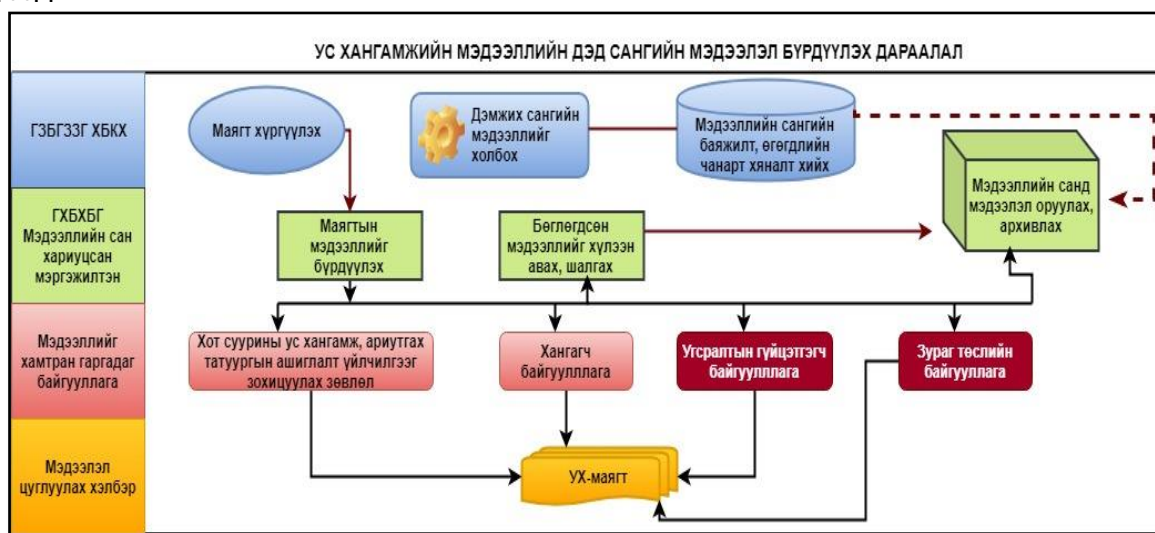 УС ХАНГАМЖИЙН МЭДЭЭЛЛИЙН ДЭД САНГИЙН МЭДЭЭЛЭЛ БҮРДҮҮЛЭХ ДАРААЛАЛ
ГЗБГЗЗГ ХБКХ
Маягт хүргүүлэх
Дэмжих сангийн
мэдээллийг
холбох
Мэдээллийн сангийн
баяжилт, өгөгдлийн
чанарт хяналт хийх
ГХБХБГ
Мэдээллийн сан
хариуцсан
мэргэжилтэн
Маягтын
мэдээллийг
бүрдүүлэх
Бөглөгдсөн
мэдээллийг хүлээн
авах, шалгах
Мэдээллийн санд
мэдээлэл оруулах,
архивлах
Мэдээллийг
хамтран гаргадаг
байгууллага
Хот суурины ус хангамж, ариутгах
татуургын ашиглалт үйлчилгээг
зохицуулах зөвлөл
Хангагч
байгуулллага
Угсралтын гүйцэтгэгч
байгуулллага
Зураг төслийн
байгууллага
Мэдээлэл
цуглуулах хэлбэр
УХ-маягт